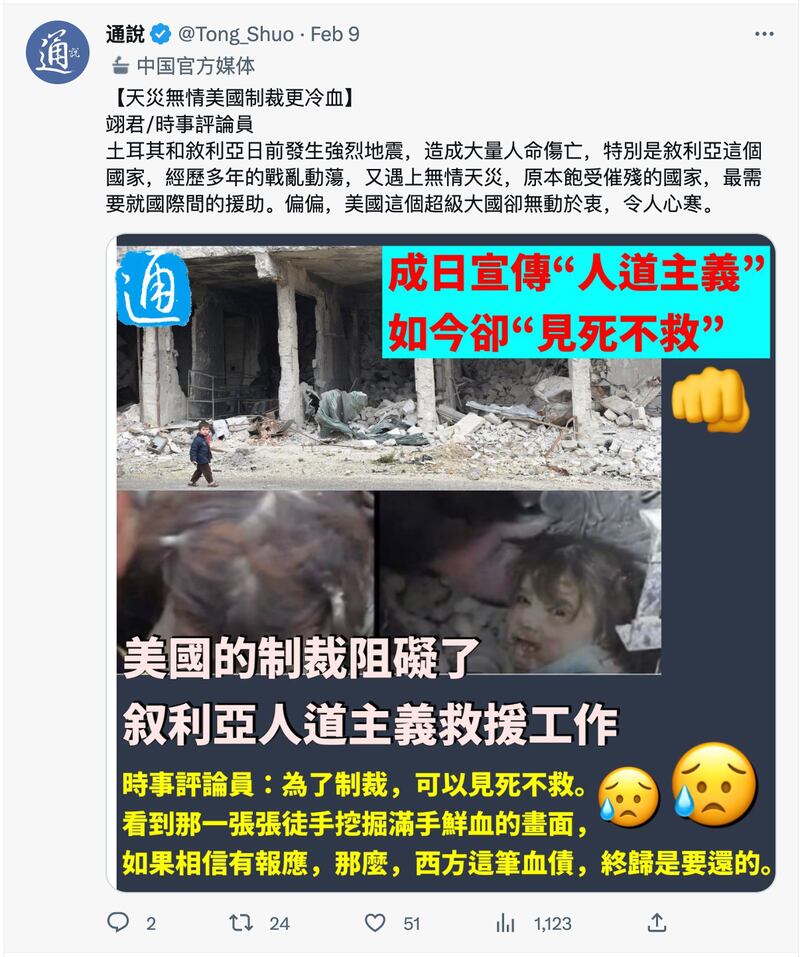 通說 @Tong_Shuo · Feb 9
中国官方媒体
【天災無情美國制裁更冷血】
翊君/時事評論員
土耳其和敘利亞日前發生強烈地震，造成大量人命傷亡，特別是敘利亞這個
國家，經歷多年的戰亂動蕩，又遇上無情天災，原本飽受催殘的國家，最需
要就國際間的援助。偏偏，美國這個超級大國卻無動於衷，令人心寒。
通
成日宣傳“人道主義”
如今卻“見死不救”
美國的制裁阻礙了
叙利亞人道主義救援工作
時事評論員：為了制裁，可以見死不救。
看到那一張張徒手挖掘滿手鮮血的畫面，
如果相信有報應，那麼，西方這筆血債，終歸是要還的。
2 24 51 1,123